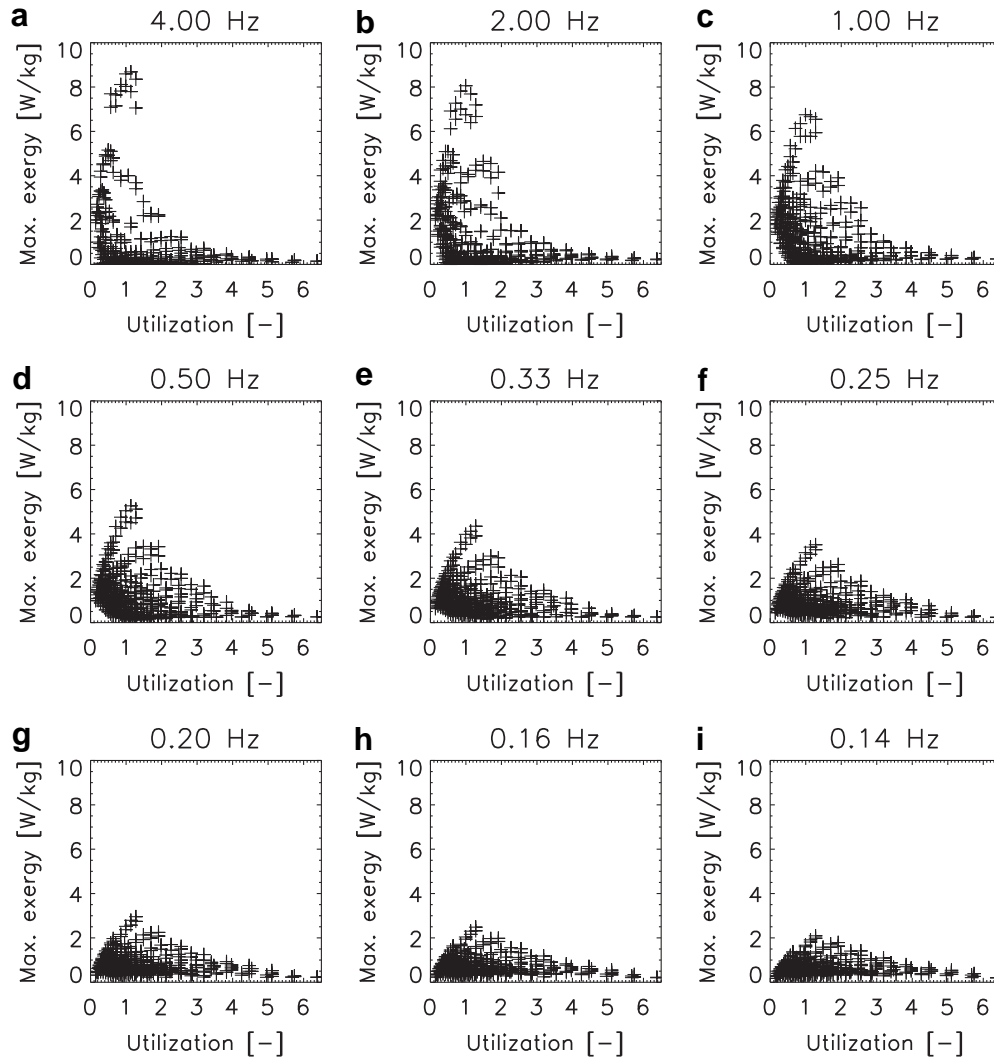 a 4.00 Hz b 2.00 Hz c 1.00 Hz
Max. exergy [W/kg] 10 8 6 4 2 0 Max. exergy [W/kg] 10 8 6 4 2 0 Max. exergy [W/kg] 10 8 6 4 2 0
0 1 2 3 4 5 6 0 1 2 3 4 5 6 0 1 2 3 4 5 6
Utilization [−] Utilization [−] Utilization [−]
d 0.50 Hz e 0.33 Hz f 0.25 Hz
Max. exergy [W/kg] 10 8 6 4 2 0 Max. exergy [W/kg] 10 8 6 4 2 0 Max. exergy [W/kg] 10 8 6 4 2 0
0 1 2 3 4 5 6 0 1 2 3 4 5 6 0 1 2 3 4 5 6
Utilization [−] Utilization [−] Utilization [−]
g 0.20 Hz h 0.16 Hz i 0.14 Hz
Max. exergy [W/kg] 10 8 6 4 2 0 Max. exergy [W/kg] 10 8 6 4 2 0 Max. exergy [W/kg] 10 8 6 4 2 0
0 1 2 3 4 5 6 0 1 2 3 4 5 6 0 1 2 3 4 5 6
Utilization [−] Utilization [−] Utilization [−]